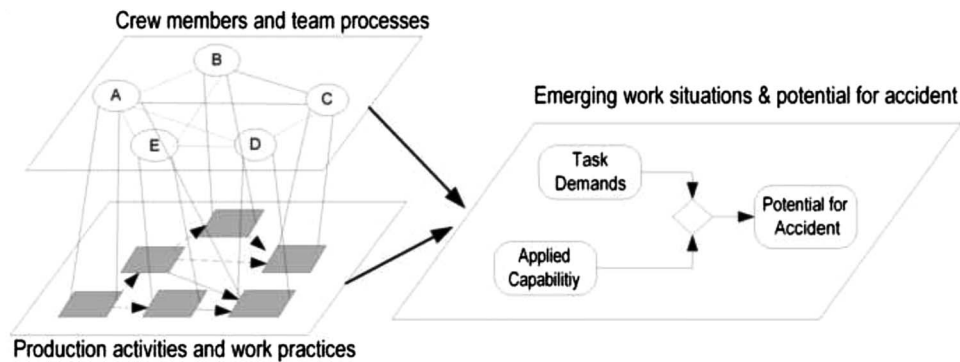 Crew members and team processes
B
A
C
E
D
Production activities and work practices
Emerging work situations & potential for accident
Task
Demands
Applied
Capabilitiy
Potential for
Accident